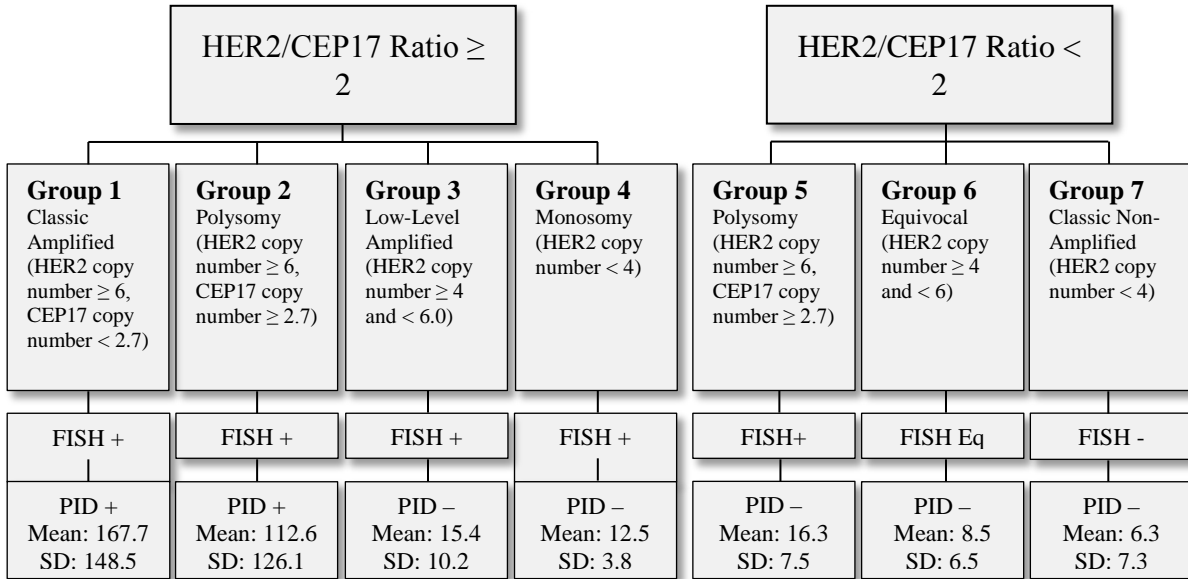 HER2/CEP17 Ratio ≥
2
HER2/CEP17 Ratio <
2
Group 1
Classic
Amplified
(HER2 copy
number ≥ 6,
CEP17 copy
number < 2.7)
Group 2
Polysomy
(HER2 copy
number ≥ 6,
CEP17 copy
number ≥ 2.7)
Group 3
Low-Level
Amplified
(HER2 copy
number ≥ 4
and < 6.0)
Group 4
Monosomy
(HER2 copy
number < 4)
Group 5
Polysomy
(HER2 copy
number ≥ 6,
CEP17 copy
number ≥ 2.7)
Group 6
Equivocal
(HER2 copy
number ≥ 4
and < 6)
Group 7
Classic Non-
Amplified
(HER2 copy
number < 4)
FISH +
FISH +
FISH +
FISH +
FISH+
FISH Eq
FISH -
PID +
Mean: 167.7
SD: 148.5
PID +
Mean: 112.6
SD: 126.1
PID –
Mean: 15.4
SD: 10.2
PID –
Mean: 12.5
SD: 3.8
PID –
Mean: 16.3
SD: 7.5
PID –
Mean: 8.5
SD: 6.5
PID –
Mean: 6.3
SD: 7.3